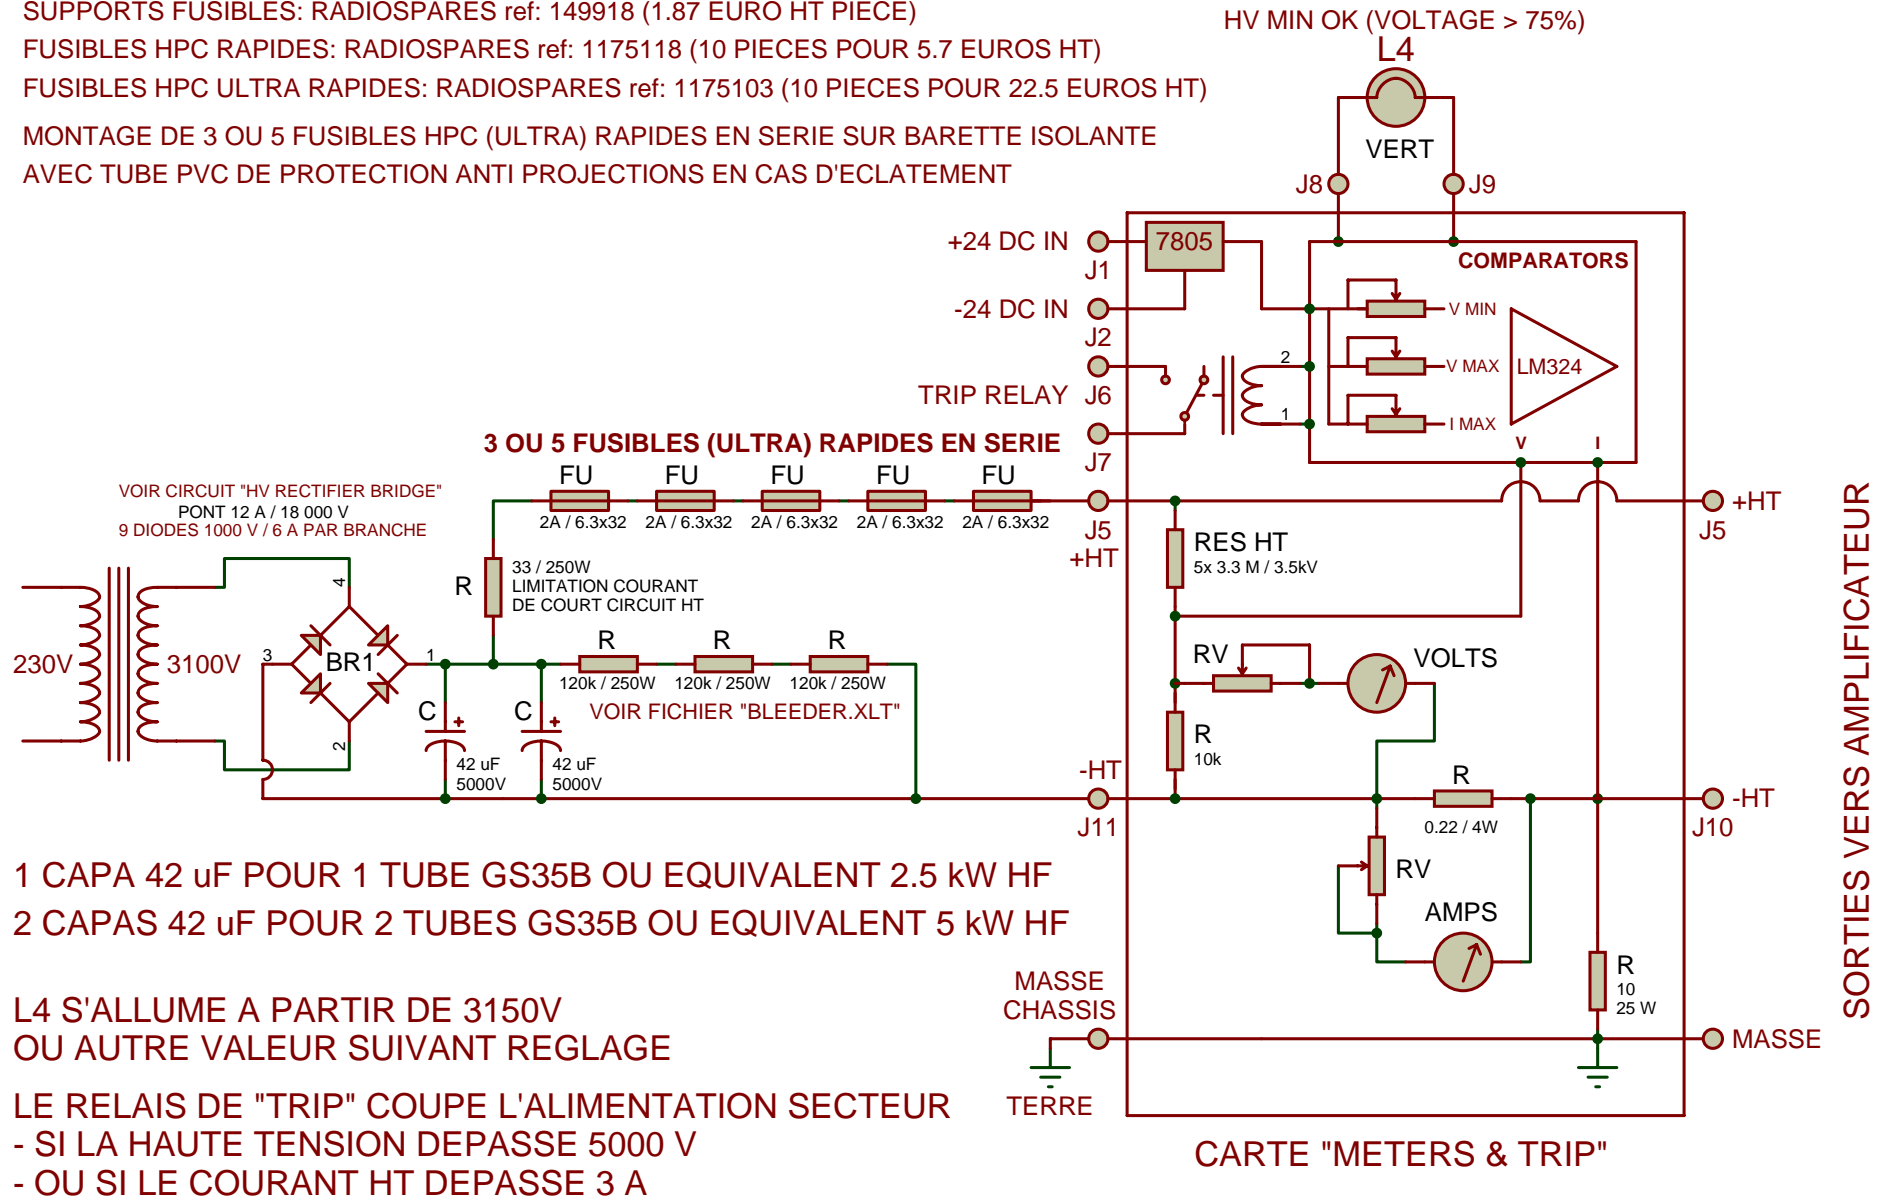 SUPPORTS FUSIBLES: RADIOSPARES ref: 149918 (1.87 EURO HT PIECE)
FUSIBLES HPC RAPIDES: RADIOSPARES ref: 1175118 (10 PIECES POUR 5.7 EUROS HT)
FUSIBLES HPC ULTRA RAPIDES: RADIOSPARES ref: 1175103 (10 PIECES POUR 22.5 EUROS HT)
MONTAGE DE 3 OU 5 FUSIBLES HPC (ULTRA) RAPIDES EN SERIE SUR BARETTE ISOLANTE
AVEC TUBE PVC DE PROTECTION ANTI PROJECTIONS EN CAS D'ECLATEMENT
HV MIN OK (VOLTAGE > 75%)
L4
VERT
J8
J9
+24 DC IN
J1
7805
-24 DC IN
J2
TRIP RELAY
J6
J7
2
1
COMPARATORS
V MIN
V MAX
I MAX
LM324
V
I
3 OU 5 FUSIBLES (ULTRA) RAPIDES EN SERIE
FU
FU
FU
FU
FU
2A / 6.3x32
2A / 6.3x32
2A / 6.3x32
2A / 6.3x32
2A / 6.3x32
J5
+HT
+HT
J5
VOIR CIRCUIT "HV RECTIFIER BRIDGE"
PONT 12 A / 18 000 V
9 DIODES 1000 V / 6 A PAR BRANCHE
R
33 / 250W
LIMITATION COURANT
DE COURT CIRCUIT HT
RES HT
5x 3.3 M / 3.5kV
230V
3100V
4
3
BR1
1
2
R
R
R
120k / 250W
120k / 250W
120k / 250W
VOIR FICHIER "BLEEDER.XLT"
C
+
42 uF
5000V
C
+
42 uF
5000V
RV
VOLTS
R
10k
-HT
J11
R
0.22 / 4W
-HT
J10
RV
AMPS
R
10
25 W
1 CAPA 42 uF POUR 1 TUBE GS35B OU EQUIVALENT 2.5 kW HF
2 CAPAS 42 uF POUR 2 TUBES GS35B OU EQUIVALENT 5 kW HF
L4 S'ALLUME A PARTIR DE 3150V
OU AUTRE VALEUR SUIVANT REGLAGE
MASSE
CHASSIS
TERRE
MASSE
SORTIES VERS AMPLIFICATEUR
LE RELAIS DE "TRIP" COUPE L'ALIMENTATION SECTEUR
- SI LA HAUTE TENSION DEPASSE 5000 V
- OU SI LE COURANT HT DEPASSE 3 A
CARTE "METERS & TRIP"